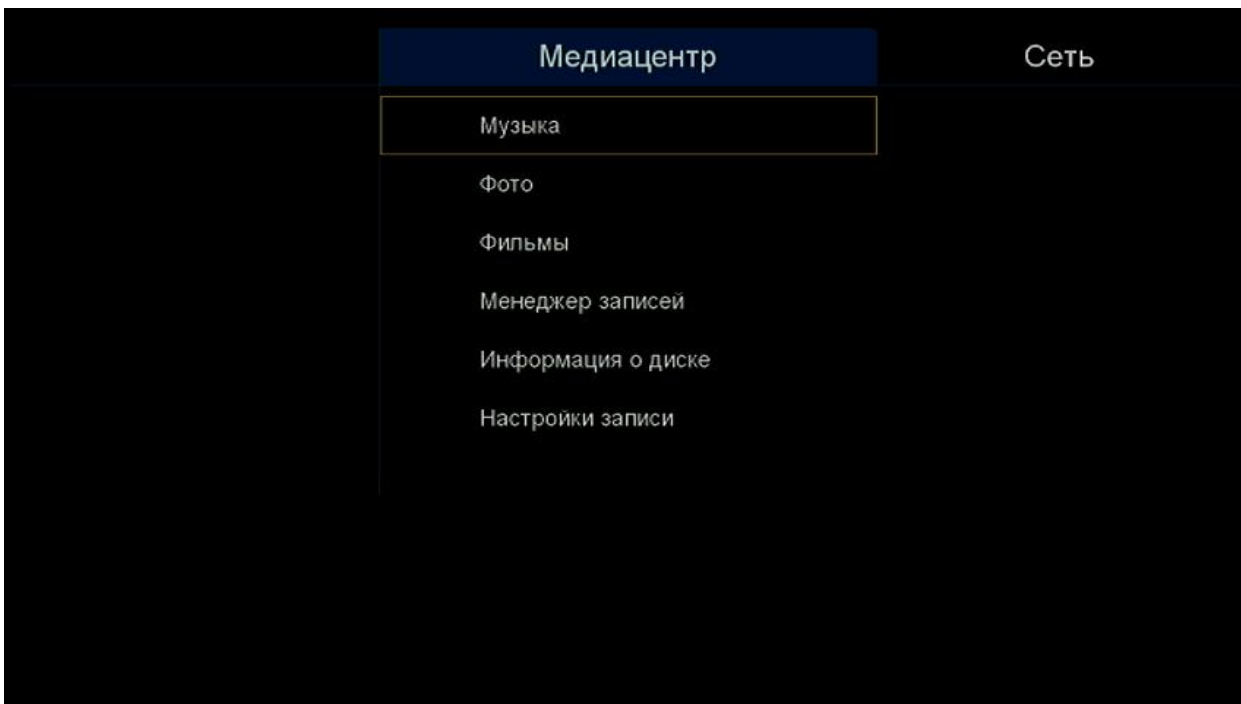 Медиацентр
Сеть
Музыка
Фото
Фильмы
Менеджер записей
Информация о диске
Настройки записи